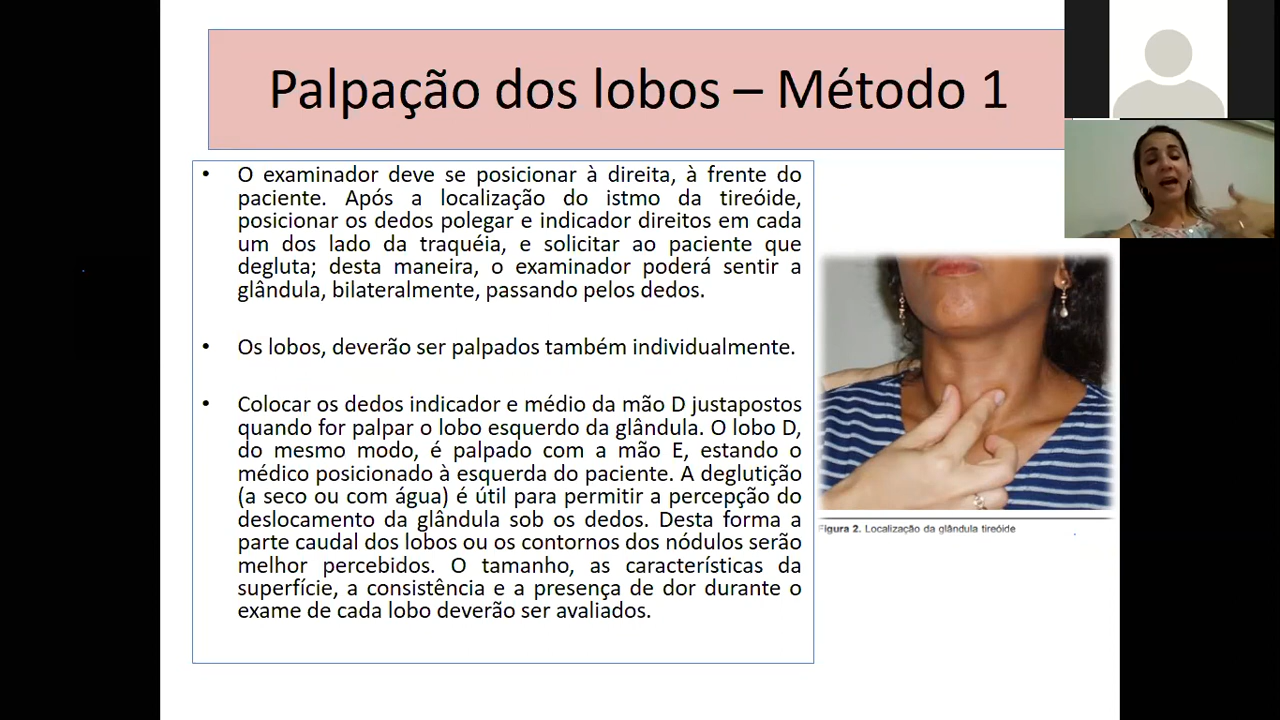 Palpação dos lobos – Método 1
• O examinador deve se posicionar à direita, à frente do
paciente. Após a localização do istmo da tireóide,
posicionar os dedos polegar e indicador direitos em cada
um dos lado da traquéia, e solicitar ao paciente que
degluta; desta maneira, o examinador poderá sentir a
glândula, bilateralmente, passando pelos dedos.
• Os lobos, deverão ser palpados também individualmente.
• Colocar os dedos indicador e médio da mão D justapostos
quando for palpar o lobo esquerdo da glândula. O lobo D,
do mesmo modo, é palpado com a mão E, estando o
médico posicionado à esquerda do paciente. A deglutição
(a seco ou com água) é útil para permitir a percepção do
deslocamento da glândula sob os dedos. Desta forma a
parte caudal dos lobos ou os contornos dos nódulos serão
melhor percebidos. O tamanho, as características da
superfície, a consistência e a presença de dor durante o
exame de cada lobo deverão ser avaliados.
Figura 2. Localização da glândula tireóide